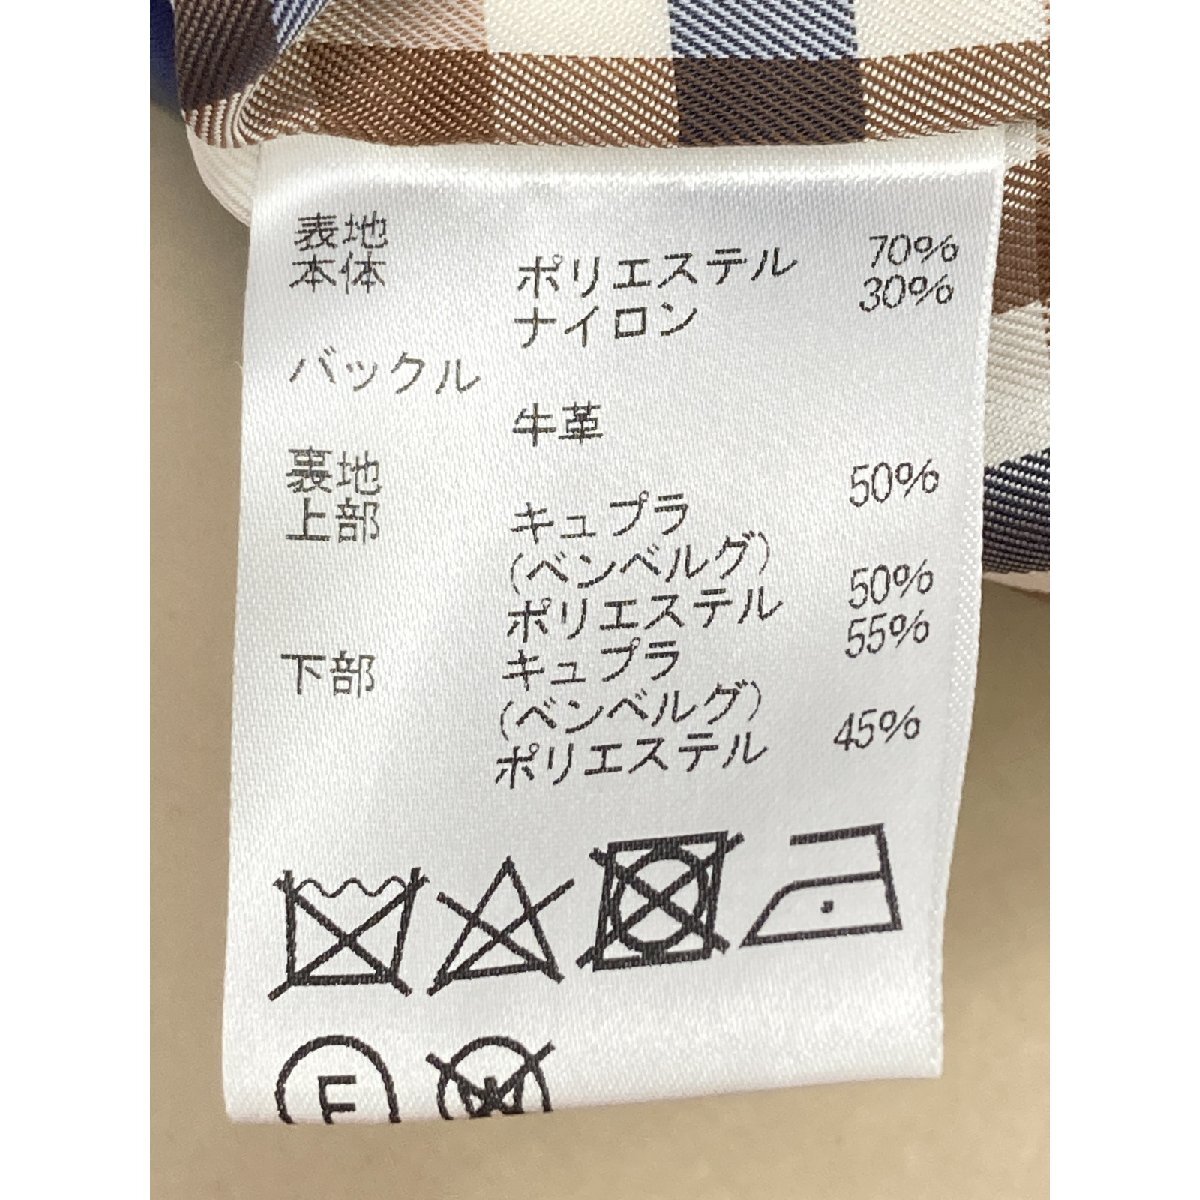 表地
本体 ポリエステル 70%
ナイロン 30%
バックル
牛革
裏地
上部 キュプラ 50%
(ベンベルグ)
ポリエステル 50%
下部 キュプラ 55%
(ベンベルグ)
ポリエステル 45%
F
W